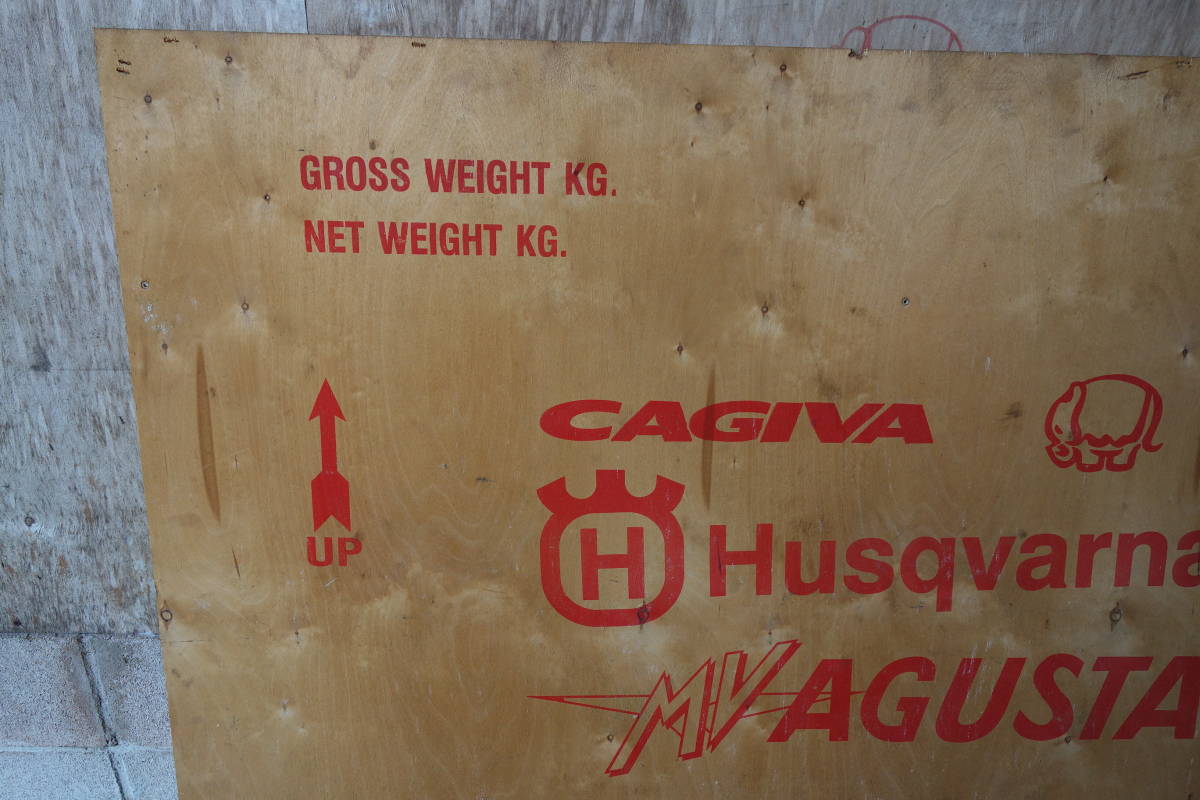 GROSS WEIGHT KG.
NET WEIGHT KG.
UP
CAGIVA
H Husqvarna
MV AGUSTA